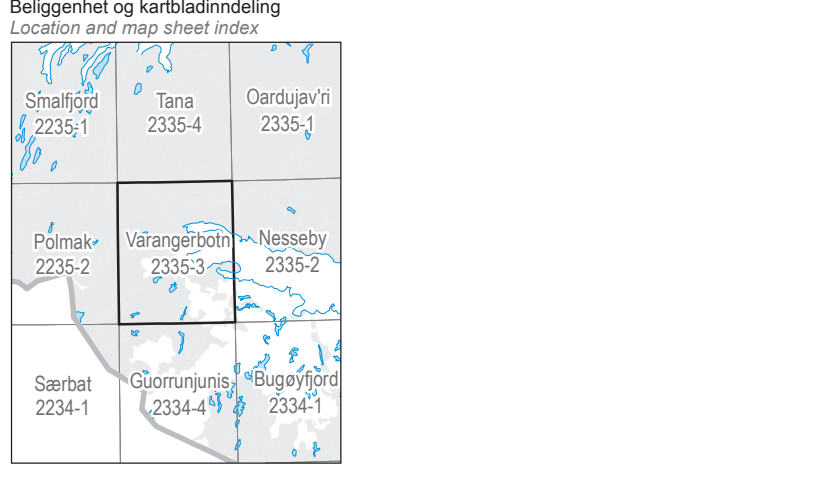 Beliggenhet og kartbladinndeling
Location and map sheet index
Smalfjord
2235-1
Tana
2335-4
Oardujav'ri
2335-1
Polmak
2235-2
Varangerbotn
2335-3
Nesseby
2335-2
Særbat
2234-1
Guorrunjunis
2334-4
Bugøyfjord
2334-1